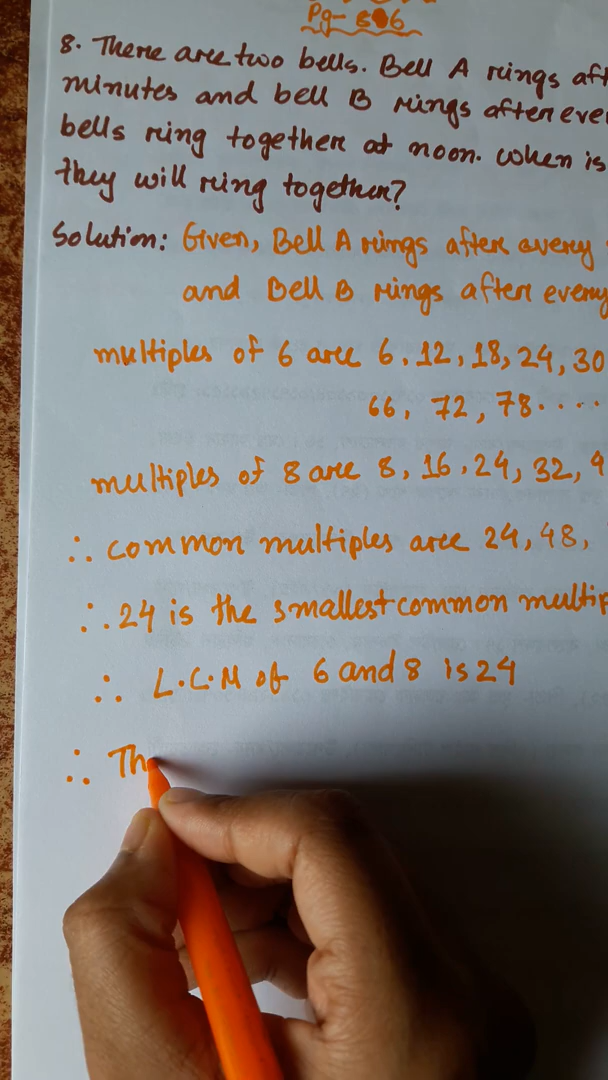 8. There are two bells. Bell A rings
minutes and bell B rings after
bells ring together at noon. When is
they will ring together?
Solution: Given, Bell A rings after every
and Bell B rings after every
multiples of 6 are 6, 12, 18, 24, 30
66, 72, 78....
multiples of 8 are 8, 16, 24, 32,
∴ common multiples are 24, 48,
∴ 24 is the smallest common
∴ L.C.M of 6 and 8 is 24
∴ Th